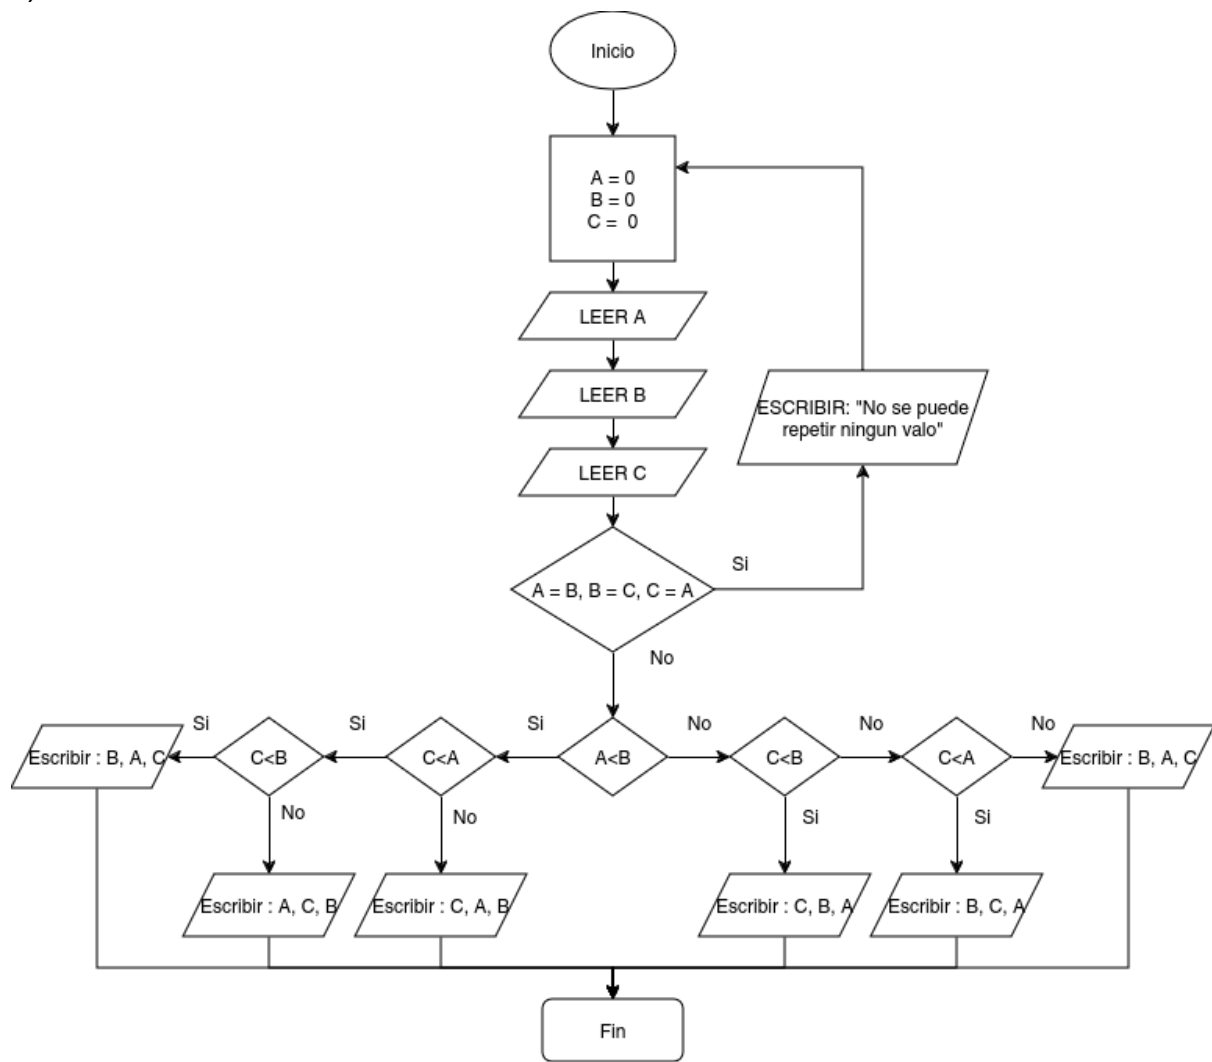 )
Inicio
A = 0
B = 0
C = 0
LEER A
LEER B
LEER C
ESCRIBIR: "No se puede
repetir ningun valo"
A = B, B = C, C = A
Si
No
Si
Si
Si
No
No
No
Escribir : B, A, C
C<B
C<A
A<B
C<B
C<A
Escribir : B, A, C
No
No
Si
Si
Escribir : A, C, B
Escribir : C, A, B
Escribir : C, B, A
Escribir : B, C, A
Fin